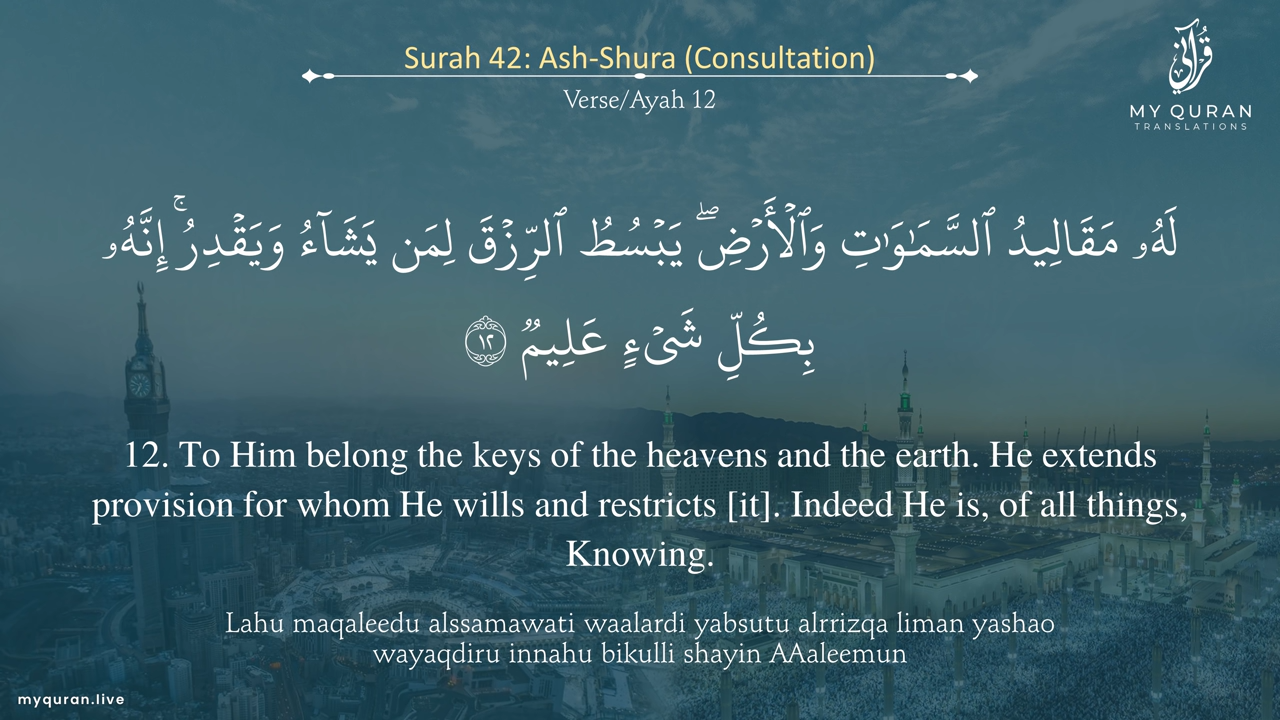 Surah 42: Ash-Shura (Consultation)
Verse/Ayah 12
قرآني
MY QURAN
TRANSLATIONS
لَهُۥ مَقَالِيدُ ٱلسَّمَـٰوَٰتِ وَٱلْأَرْضِ ۖ يَبْسُطُ ٱلرِّزْقَ لِمَن يَشَآءُ وَيَقْدِرُ ۚ إِنَّهُۥ
بِكُلِّ شَىْءٍ عَلِيمٌ ١٢
12. To Him belong the keys of the heavens and the earth. He extends
provision for whom He wills and restricts [it]. Indeed He is, of all things,
Knowing.
Lahu maqaleedu alssamawati waalardi yabsutu alrrizqa liman yashao
wayaqdiru innahu bikulli shayin AAaleemun
myquran.live